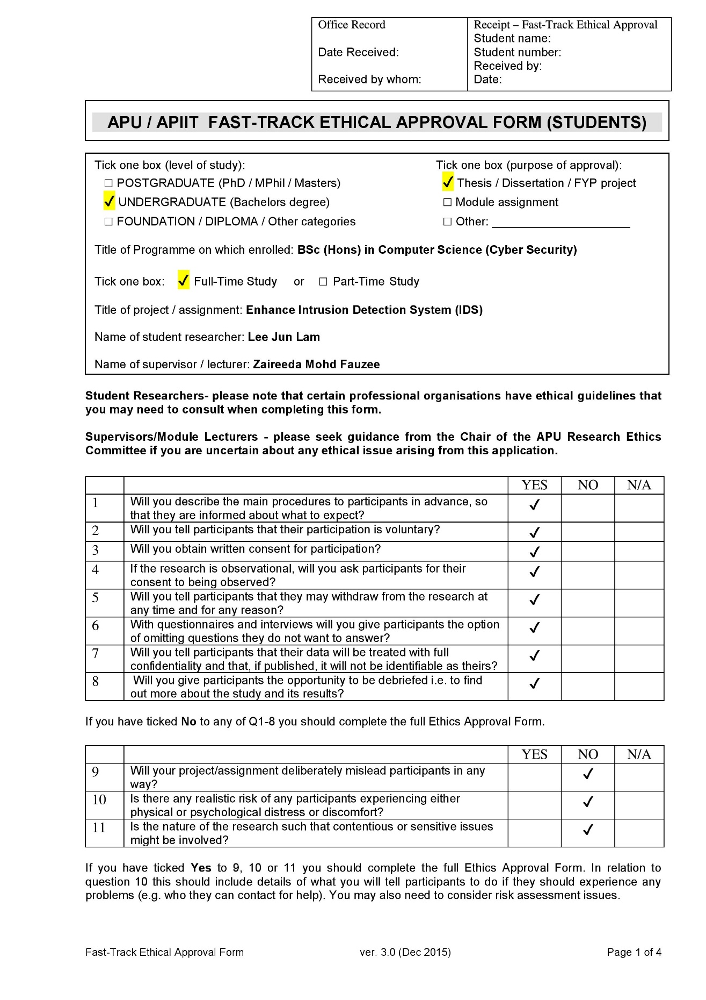 Office Record
Date Received:
Received by whom:
Receipt – Fast-Track Ethical Approval
Student name:
Student number:
Received by:
Date:
APU / APIIT FAST-TRACK ETHICAL APPROVAL FORM (STUDENTS)
Tick one box (level of study):
☐ POSTGRADUATE (PhD / MPhil / Masters)
✓ UNDERGRADUATE (Bachelors degree)
☐ FOUNDATION / DIPLOMA / Other categories
Tick one box (purpose of approval):
✓ Thesis / Dissertation / FYP project
☐ Module assignment
☐ Other: ____________________
Title of Programme on which enrolled: BSc (Hons) in Computer Science (Cyber Security)
Tick one box: ✓ Full-Time Study or ☐ Part-Time Study
Title of project / assignment: Enhance Intrusion Detection System (IDS)
Name of student researcher: Lee Jun Lam
Name of supervisor / lecturer: Zaireeda Mohd Fauzee
Student Researchers- please note that certain professional organisations have ethical guidelines that
you may need to consult when completing this form.
Supervisors/Module Lecturers - please seek guidance from the Chair of the APU Research Ethics
Committee if you are uncertain about any ethical issue arising from this application.
YES NO N/A
1 Will you describe the main procedures to participants in advance, so ✓
that they are informed about what to expect?
2 Will you tell participants that their participation is voluntary? ✓
3 Will you obtain written consent for participation? ✓
4 If the research is observational, will you ask participants for their ✓
consent to being observed?
5 Will you tell participants that they may withdraw from the research at ✓
any time and for any reason?
6 With questionnaires and interviews will you give participants the option ✓
of omitting questions they do not want to answer?
7 Will you tell participants that their data will be treated with full ✓
confidentiality and that, if published, it will not be identifiable as theirs?
8 Will you give participants the opportunity to be debriefed i.e. to find ✓
out more about the study and its results?
If you have ticked No to any of Q1-8 you should complete the full Ethics Approval Form.
YES NO N/A
9 Will your project/assignment deliberately mislead participants in any ✓
way?
10 Is there any realistic risk of any participants experiencing either ✓
physical or psychological distress or discomfort?
11 Is the nature of the research such that contentious or sensitive issues ✓
might be involved?
If you have ticked Yes to 9, 10 or 11 you should complete the full Ethics Approval Form. In relation to
question 10 this should include details of what you will tell participants to do if they should experience any
problems (e.g. who they can contact for help). You may also need to consider risk assessment issues.
Fast-Track Ethical Approval Form ver. 3.0 (Dec 2015) Page 1 of 4